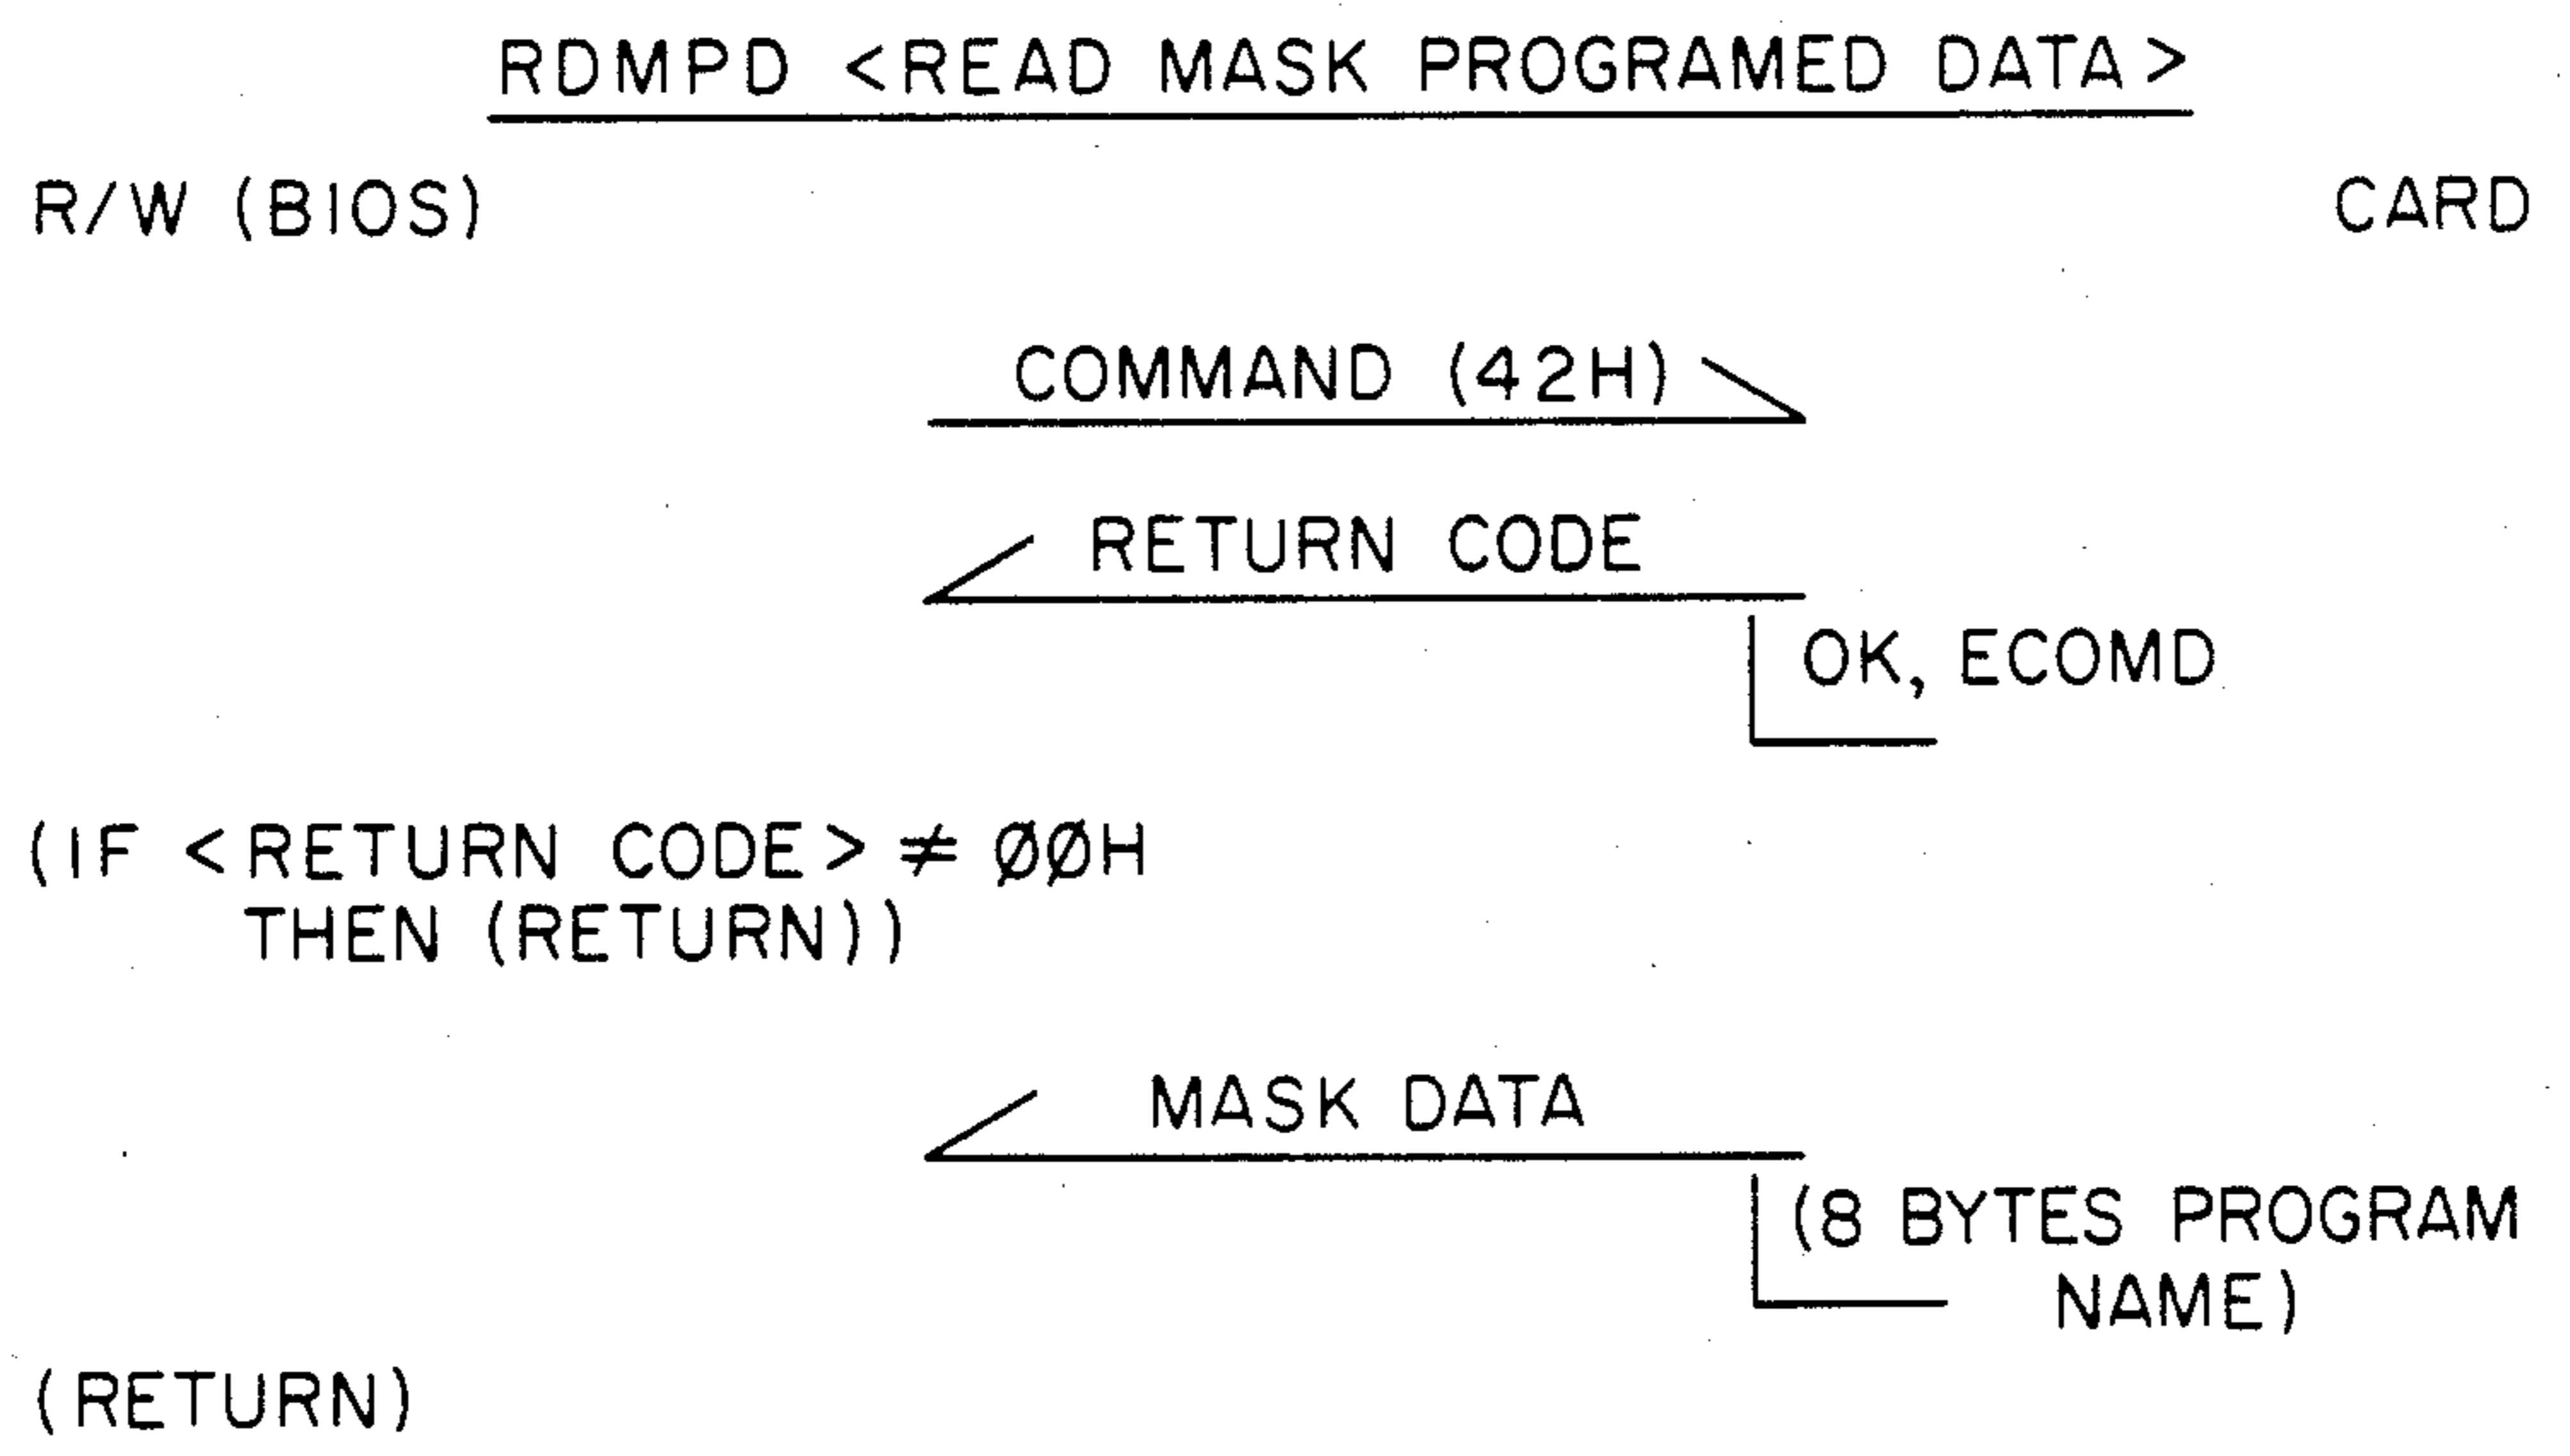 RDMPD <READ MASK PROGRAMED DATA>
R/W (BIOS) CARD
COMMAND (42H)
RETURN CODE
OK, ECOMD
(IF <RETURN CODE> ≠ ØØH
THEN (RETURN))
MASK DATA
(8 BYTES PROGRAM
NAME)
(RETURN)